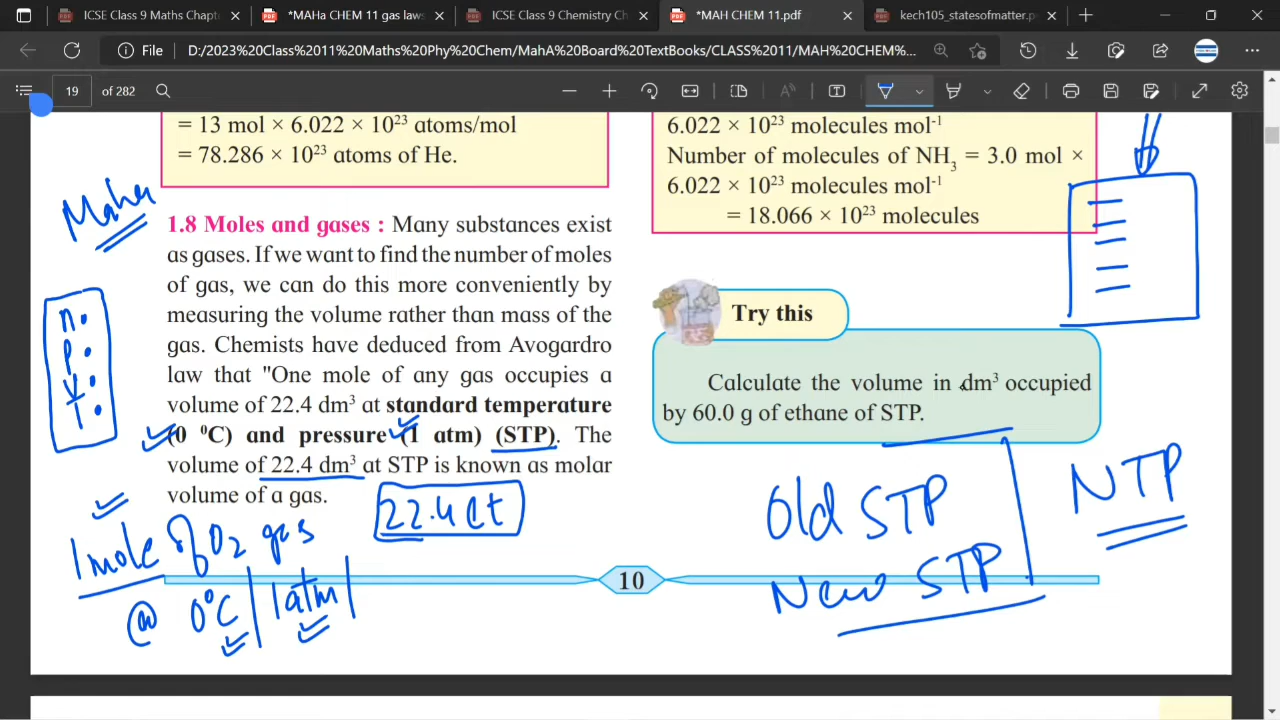 ICSE Class 9 Maths Chapt
*MAHa CHEM 11 gas laws
ICSE Class 9 Chemistry Ch
*MAH CHEM 11.pdf
kech105_statesofmatter.p
File
D:/2023%20Class%2011%20Maths%20Phy%20Chem/MahA%20Board%20TextBooks/CLASS%2011/MAH%20CHEM%...
19 of 282
= 13 mol × 6.022 × 10²³ atoms/mol
= 78.286 × 10²³ atoms of He.
Maha
1.8 Moles and gases : Many substances exist
as gases. If we want to find the number of moles
of gas, we can do this more conveniently by
measuring the volume rather than mass of the
gas. Chemists have deduced from Avogardro
law that "One mole of any gas occupies a
volume of 22.4 dm³ at standard temperature
(0 ⁰C) and pressure (1 atm) (STP). The
volume of 22.4 dm³ at STP is known as molar
volume of a gas.
n
P
V
T
22.4 Lt
1 mole of O₂ gas
@ 0°C | 1 atm |
6.022 × 10²³ molecules mol⁻¹
Number of molecules of NH₃ = 3.0 mol ×
6.022 × 10²³ molecules mol⁻¹
= 18.066 × 10²³ molecules
Try this
Calculate the volume in dm³ occupied
by 60.0 g of ethane of STP.
Old STP
New STP
NTP
10